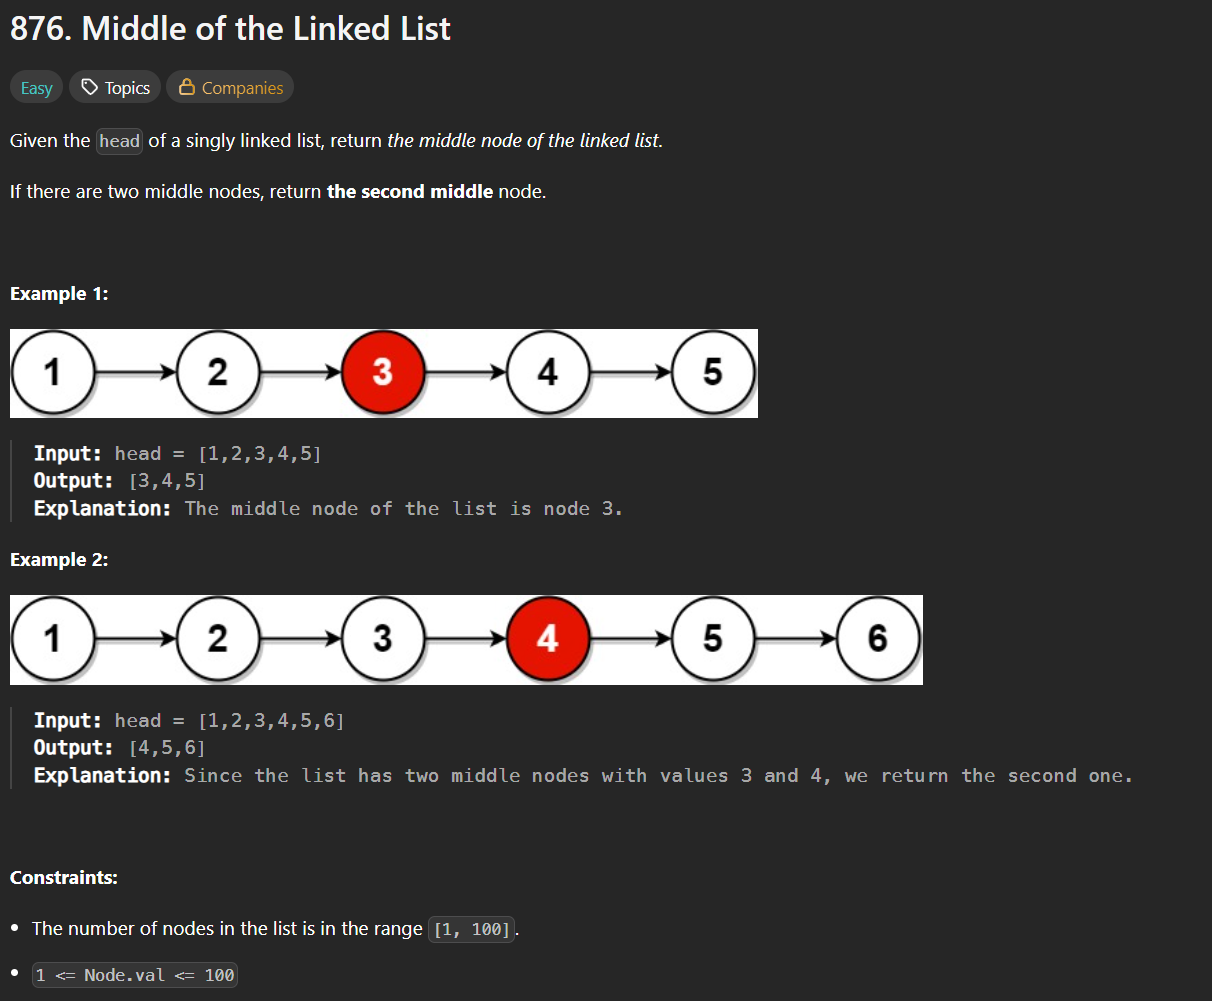 876. Middle of the Linked List
Easy Topics Companies
Given the head of a singly linked list, return the middle node of the linked list.
If there are two middle nodes, return the second middle node.
Example 1:
1 2 3 4 5
Input: head = [1,2,3,4,5]
Output: [3,4,5]
Explanation: The middle node of the list is node 3.
Example 2:
1 2 3 4 5 6
Input: head = [1,2,3,4,5,6]
Output: [4,5,6]
Explanation: Since the list has two middle nodes with values 3 and 4, we return the second one.
Constraints:
• The number of nodes in the list is in the range [1, 100].
• 1 <= Node.val <= 100